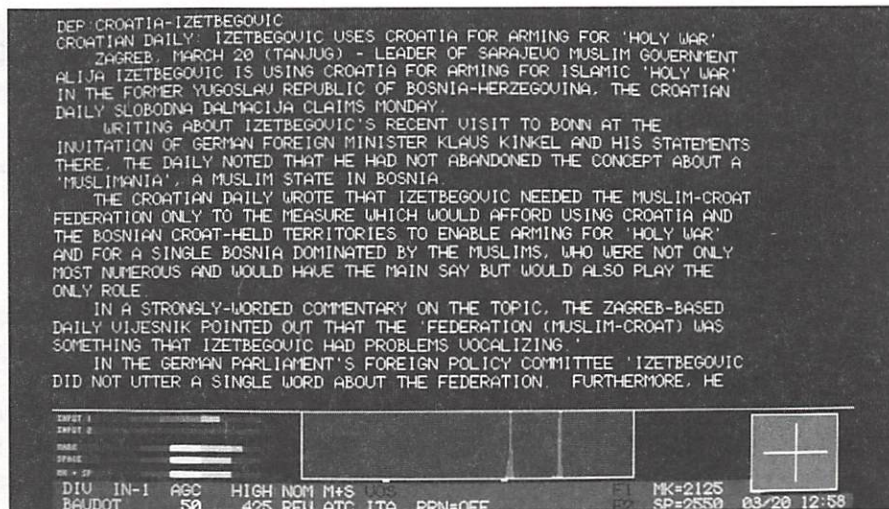 DEP:CROATIA-IZETBEGOVIC
CROATIAN DAILY: IZETBEGOVIC USES CROATIA FOR ARMING FOR 'HOLY WAR'
ZAGREB, MARCH 20 (TANJUG) - LEADER OF SARAJEVO MUSLIM GOVERNMENT
ALIJA IZETBEGOVIC IS USING CROATIA FOR ARMING FOR ISLAMIC 'HOLY WAR'
IN THE FORMER YUGOSLAV REPUBLIC OF BOSNIA-HERZEGOVINA, THE CROATIAN
DAILY SLOBODNA DALMACIJA CLAIMS MONDAY.
WRITING ABOUT IZETBEGOVIC'S RECENT VISIT TO BONN AT THE
INVITATION OF GERMAN FOREIGN MINISTER KLAUS KINKEL AND HIS STATEMENTS
THERE, THE DAILY NOTED THAT HE HAD NOT ABANDONED THE CONCEPT ABOUT A
'MUSLIMANIA', A MUSLIM STATE IN BOSNIA.
THE CROATIAN DAILY WROTE THAT IZETBEGOVIC NEEDED THE MUSLIM-CROAT
FEDERATION ONLY TO THE MEASURE WHICH WOULD AFFORD USING CROATIA AND
THE BOSNIAN CROAT-HELD TERRITORIES TO ENABLE ARMING FOR 'HOLY WAR'
AND FOR A SINGLE BOSNIA DOMINATED BY THE MUSLIMS, WHO WERE NOT ONLY
MOST NUMEROUS AND WOULD HAVE THE MAIN SAY BUT WOULD ALSO PLAY THE
ONLY ROLE.
IN A STRONGLY-WORDED COMMENTARY ON THE TOPIC, THE ZAGREB-BASED
DAILY VIJESNIK POINTED OUT THAT THE 'FEDERATION (MUSLIM-CROAT) WAS
SOMETHING THAT IZETBEGOVIC HAD PROBLEMS VOCALIZING.'
IN THE GERMAN PARLIAMENT'S FOREIGN POLICY COMMITTEE 'IZETBEGOVIC
DID NOT UTTER A SINGLE WORD ABOUT THE FEDERATION. FURTHERMORE, HE
INPUT 1
INPUT 2
MARK
SPACE
MK + SP
DIV IN-1 AGC HIGH NOM M+S VOS F1 MK=2125
BAUDOT 50 425 REV ATC ITA PRN=OFF F2 SP=2550 03/20 12:58